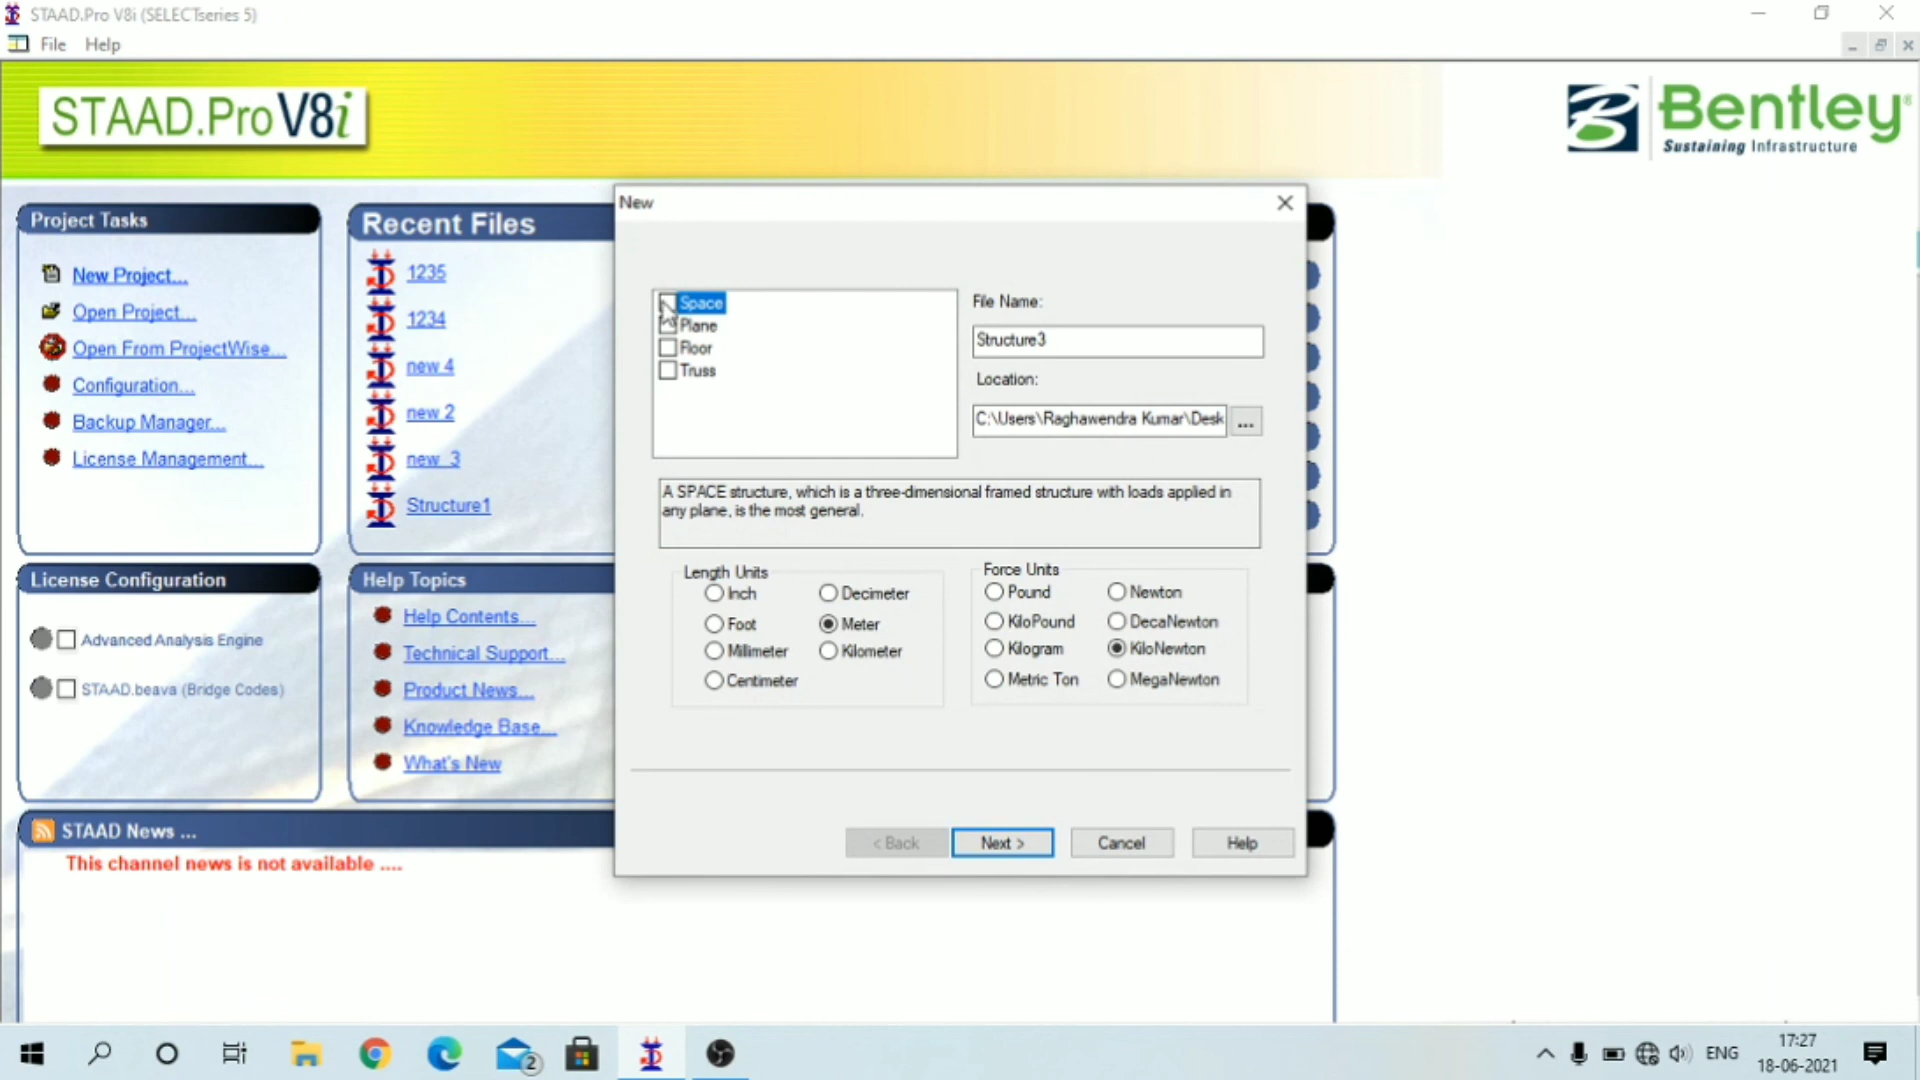 STAAD.Pro V8i (SELECTseries 5)
File Help
STAAD.Pro V8i
Bentley®
Sustaining Infrastructure
Project Tasks
New Project...
Open Project...
Open From ProjectWise...
Configuration...
Backup Manager...
License Management...
Recent Files
1235
1234
new 4
new 2
new_3
Structure1
New
Space
Plane
Floor
Truss
File Name:
Structure3
Location:
C:\Users\Raghawendra Kumar\Desk
...
A SPACE structure, which is a three-dimensional framed structure with loads applied in
any plane, is the most general.
Length Units
Inch
Foot
Millimeter
Centimeter
Decimeter
Meter
Kilometer
Force Units
Pound
KiloPound
Kilogram
Metric Ton
Newton
DecaNewton
KiloNewton
MegaNewton
< Back
Next >
Cancel
Help
License Configuration
Advanced Analysis Engine
STAAD.beava (Bridge Codes)
Help Topics
Help Contents...
Technical Support...
Product News...
Knowledge Base...
What's New
STAAD News ...
This channel news is not available ....
2
ENG
17:27
18-06-2021